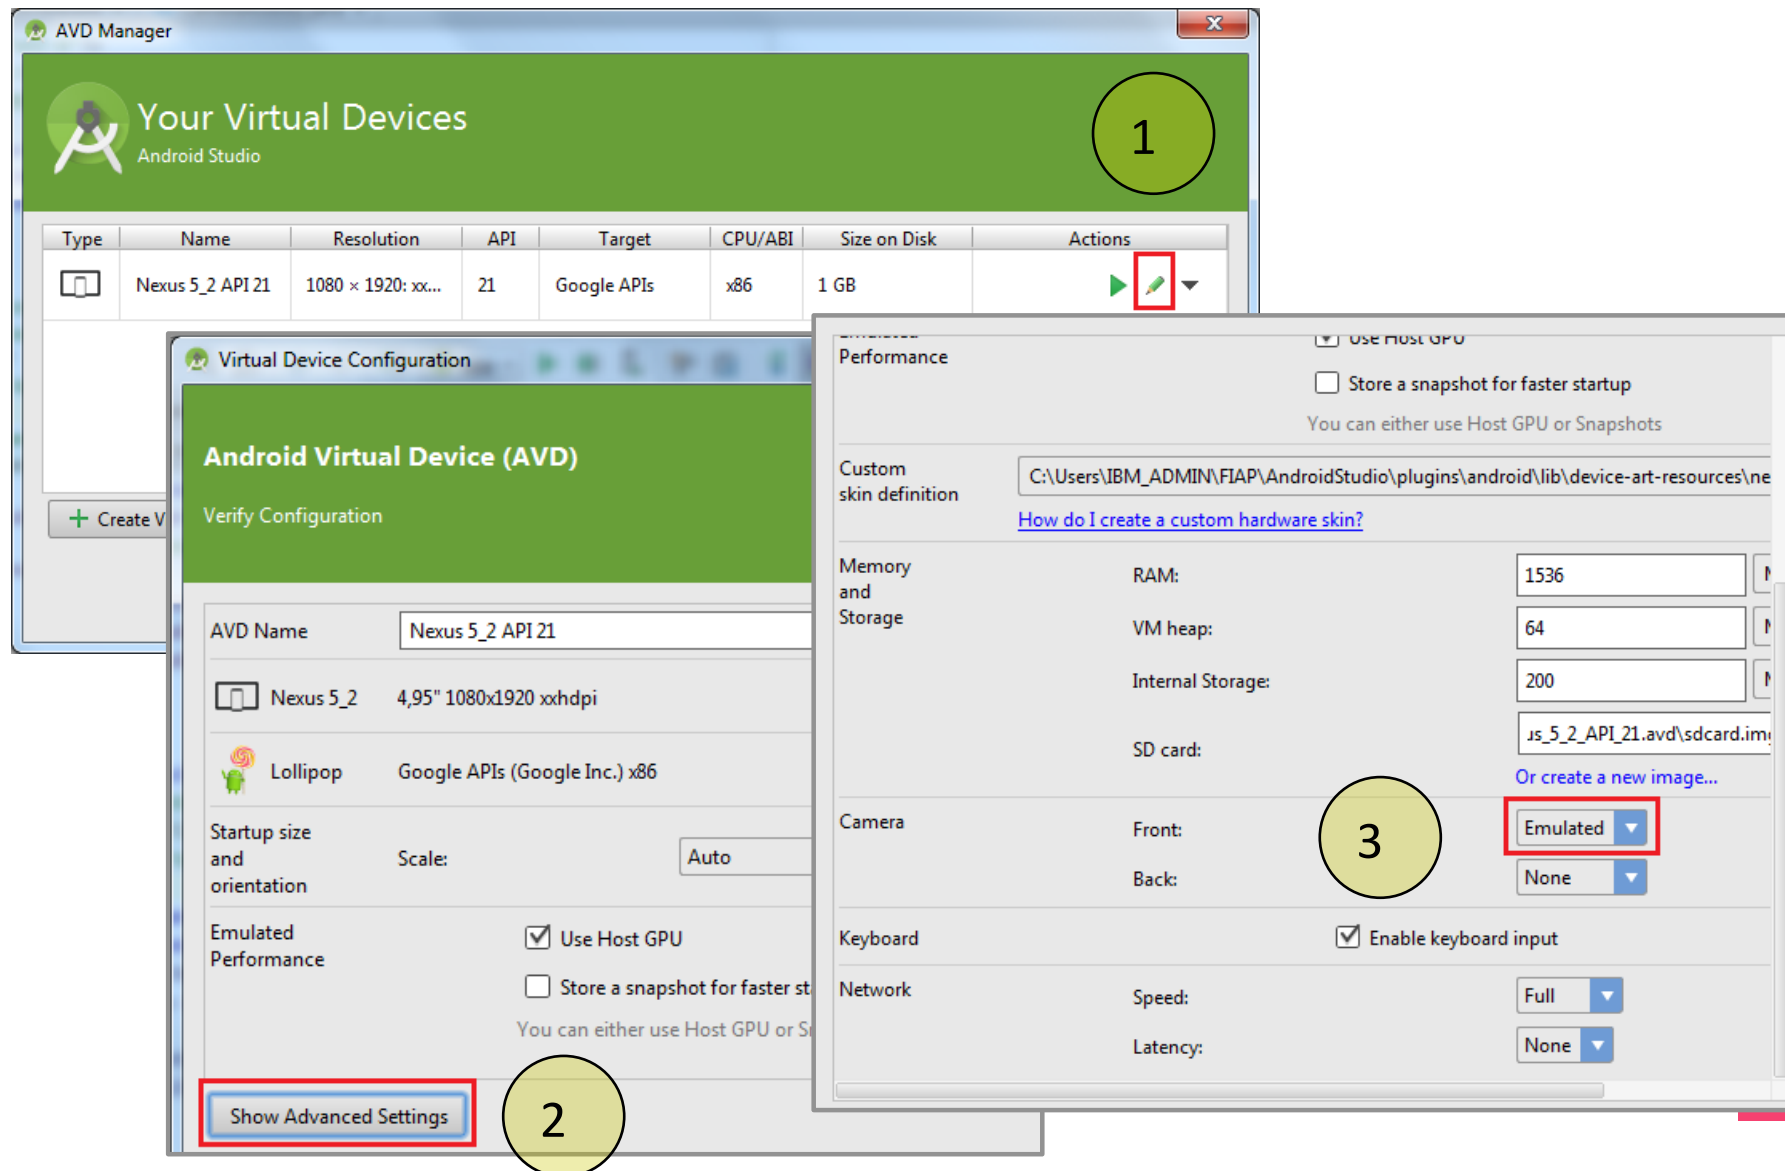 AVD Manager
Your Virtual Devices
Android Studio
1
Type Name Resolution API Target CPU/ABI Size on Disk Actions
Nexus 5_2 API 21 1080 × 1920: xx... 21 Google APIs x86 1 GB
Create V
Virtual Device Configuration
Android Virtual Device (AVD)
Verify Configuration
AVD Name Nexus 5_2 API 21
Nexus 5_2 4,95" 1080x1920 xxhdpi
Lollipop Google APIs (Google Inc.) x86
Startup size
and
orientation
Scale: Auto
Emulated
Performance
Use Host GPU
Store a snapshot for faster st
You can either use Host GPU or S
Show Advanced Settings
2
Performance
Use Host GPU
Store a snapshot for faster startup
You can either use Host GPU or Snapshots
Custom
skin definition
C:\Users\IBM_ADMIN\FIAP\AndroidStudio\plugins\android\lib\device-art-resources\ne
How do I create a custom hardware skin?
Memory
and
Storage
RAM: 1536
VM heap: 64
Internal Storage: 200
SD card: us_5_2_API_21.avd\sdcard.im
Or create a new image...
Camera Front: Emulated
3
Back: None
Keyboard Enable keyboard input
Network Speed: Full
Latency: None